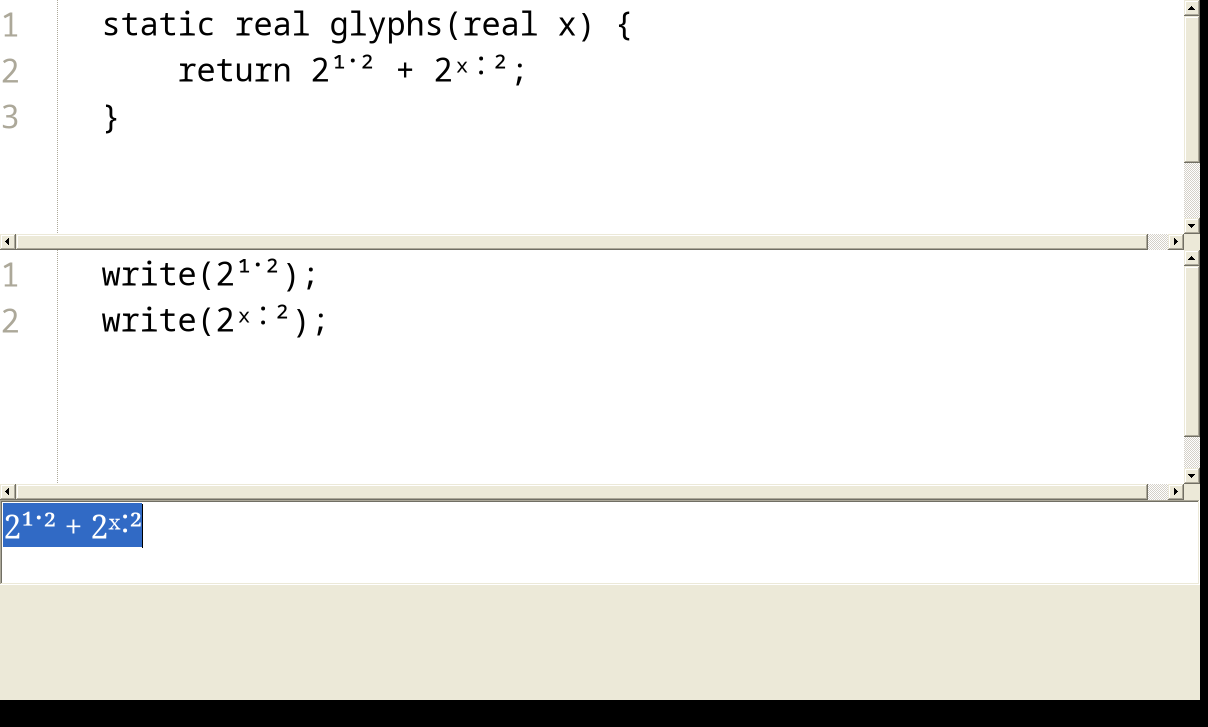 1 static real glyphs(real x) {
2 return 2¹˙² + 2ˣ˸²;
3 }
1 write(2¹˙²);
2 write(2ˣ˸²);
2¹˙² + 2ˣ˸²